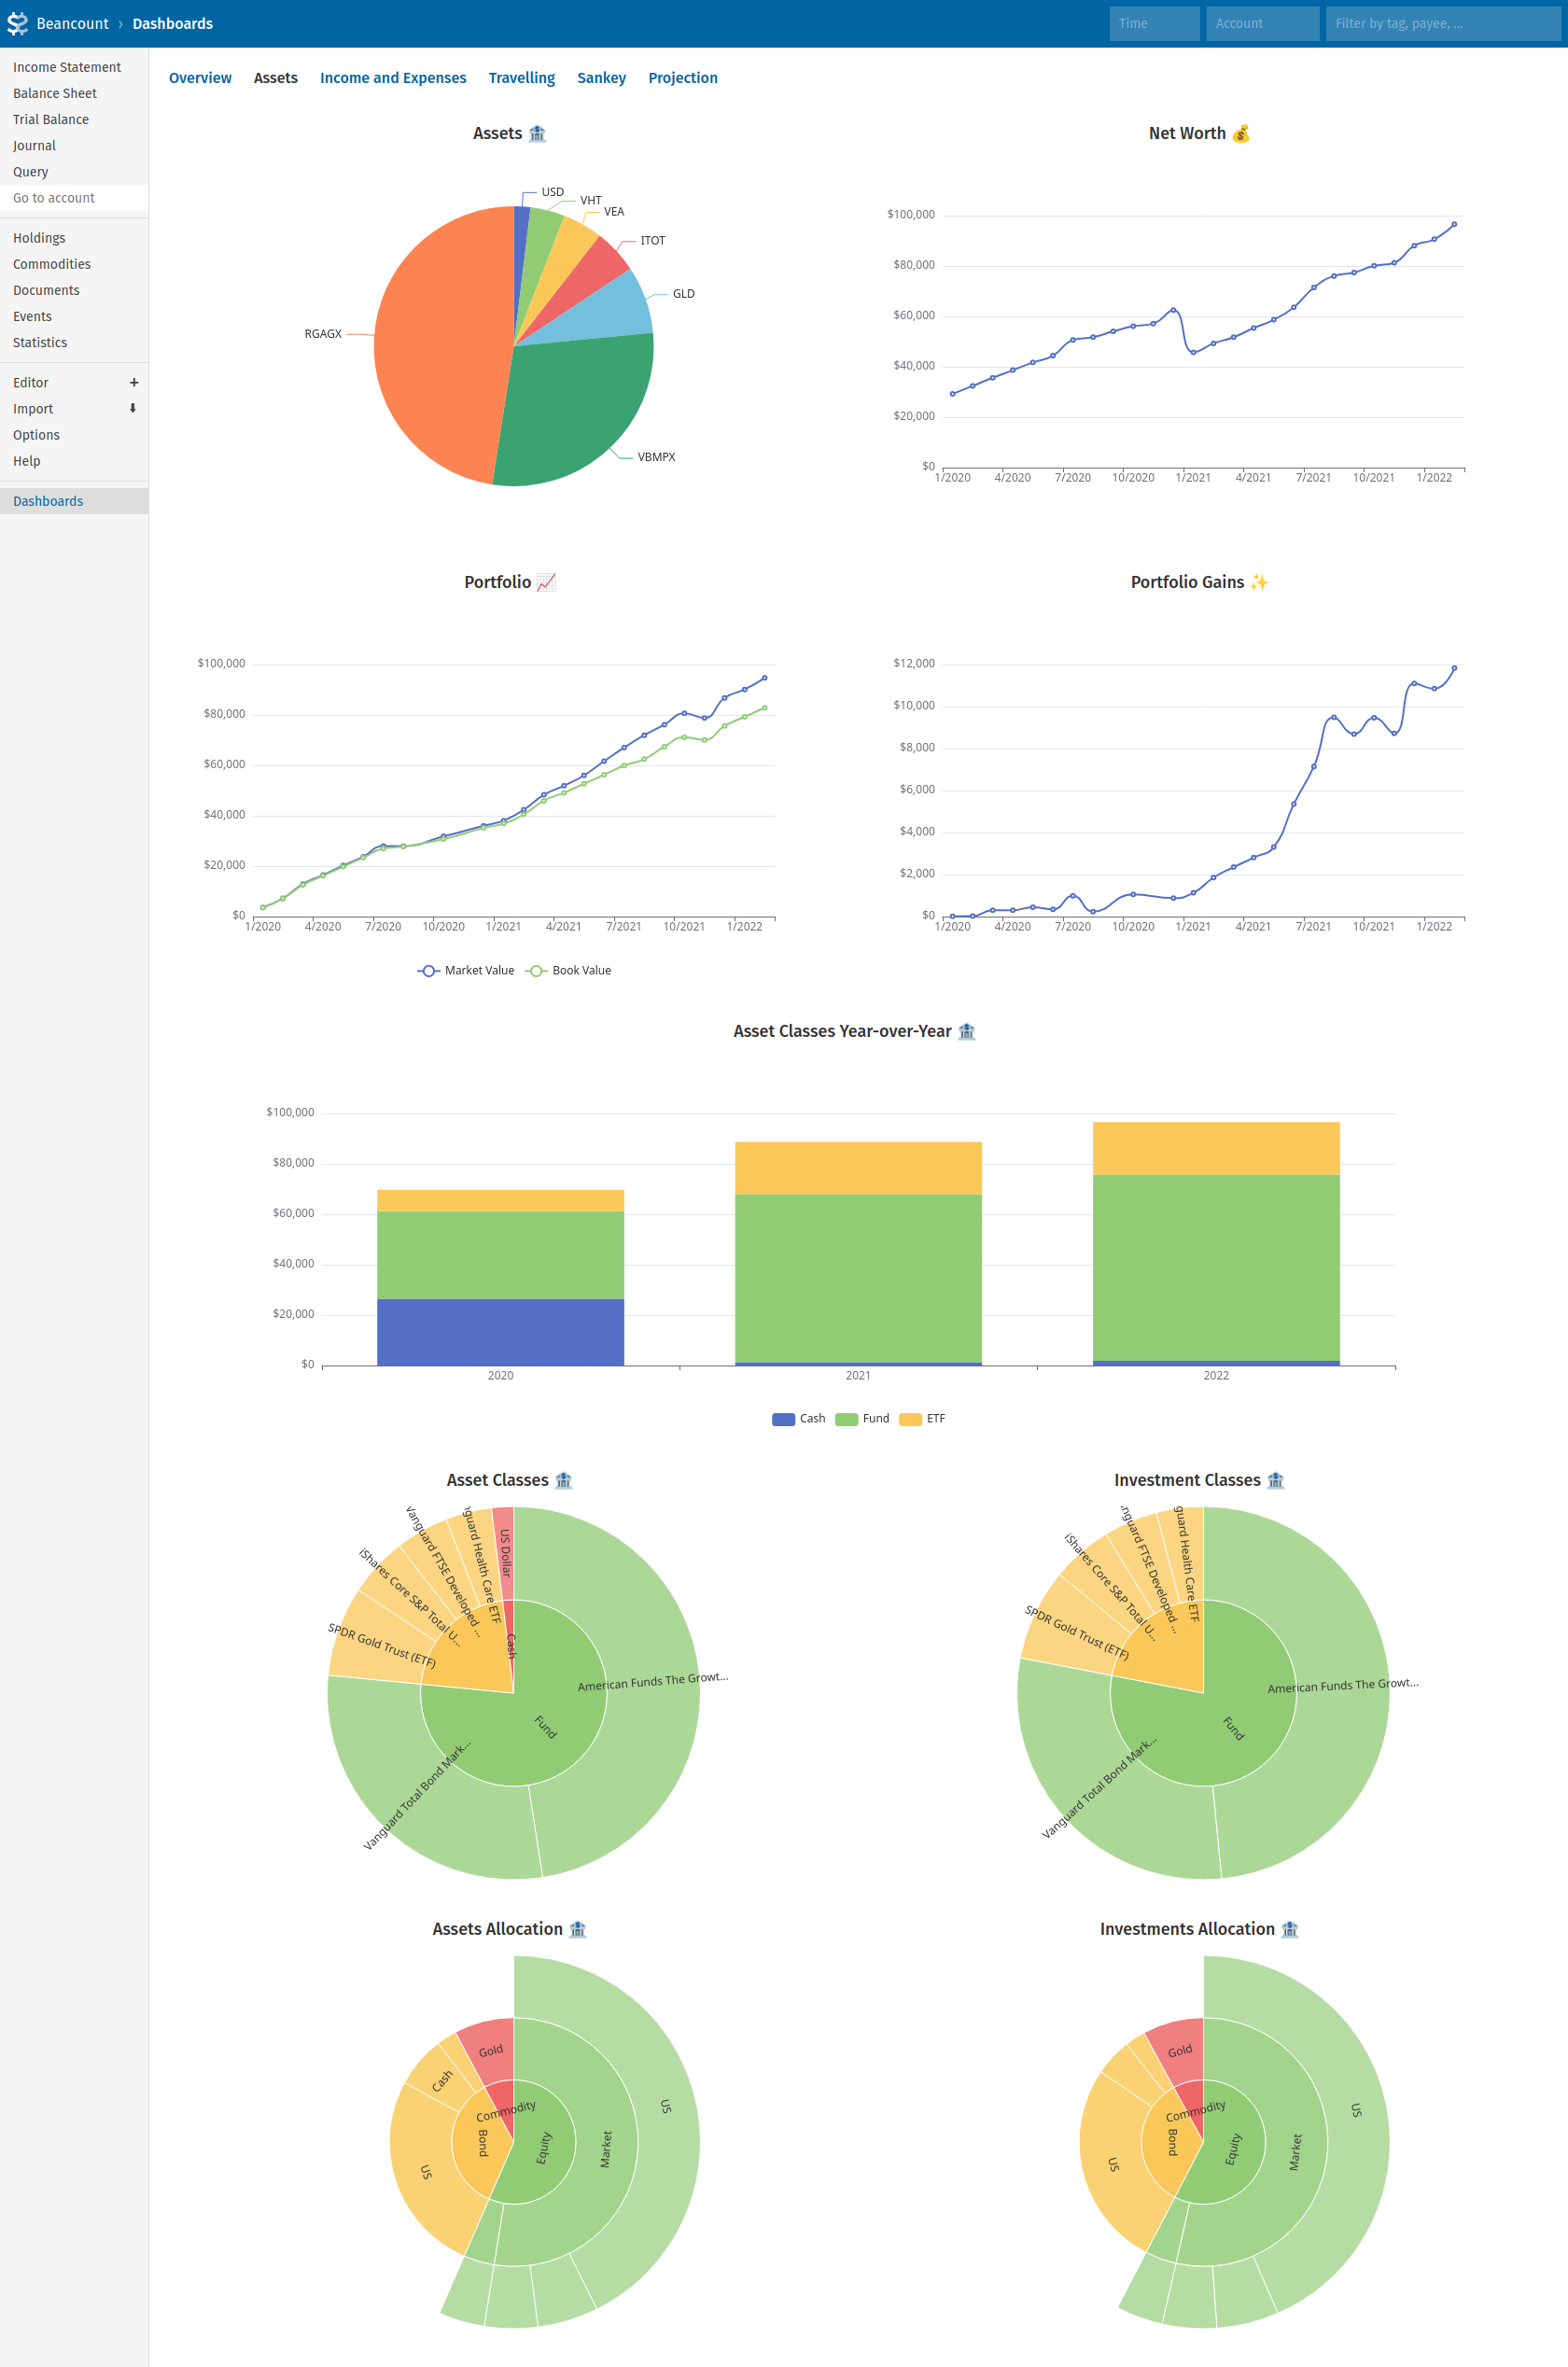 Beancount › Dashboards
Time
Account
Filter by tag, payee, ...
Income Statement
Balance Sheet
Trial Balance
Journal
Query
Go to account
Holdings
Commodities
Documents
Events
Statistics
Editor +
Import
Options
Help
Dashboards
Overview Assets Income and Expenses Travelling Sankey Projection
Assets
USD
VHT
VEA
ITOT
GLD
RGAGX
VBMPX
Net Worth
$100,000
$80,000
$60,000
$40,000
$20,000
$0
1/2020 4/2020 7/2020 10/2020 1/2021 4/2021 7/2021 10/2021 1/2022
Portfolio
$100,000
$80,000
$60,000
$40,000
$20,000
$0
1/2020 4/2020 7/2020 10/2020 1/2021 4/2021 7/2021 10/2021 1/2022
Market Value Book Value
Portfolio Gains
$12,000
$10,000
$8,000
$6,000
$4,000
$2,000
$0
1/2020 4/2020 7/2020 10/2020 1/2021 4/2021 7/2021 10/2021 1/2022
Asset Classes Year-over-Year
$100,000
$80,000
$60,000
$40,000
$20,000
$0
2020 2021 2022
Cash Fund ETF
Asset Classes
US Dollar
Cash
guard Health Care ETF
Vanguard FTSE Developed ...
iShares Core S&P Total U...
SPDR Gold Trust (ETF)
American Funds The Growt...
Fund
Vanguard Total Bond Mark...
Investment Classes
guard Health Care ETF
nguard FTSE Developed ...
iShares Core S&P Total U...
SPDR Gold Trust (ETF)
American Funds The Growt...
Fund
Vanguard Total Bond Mark...
Assets Allocation
Gold
Cash
Commodity
US
Bond
Equity
Market
US
Investments Allocation
Gold
Commodity
US
Bond
Equity
Market
US